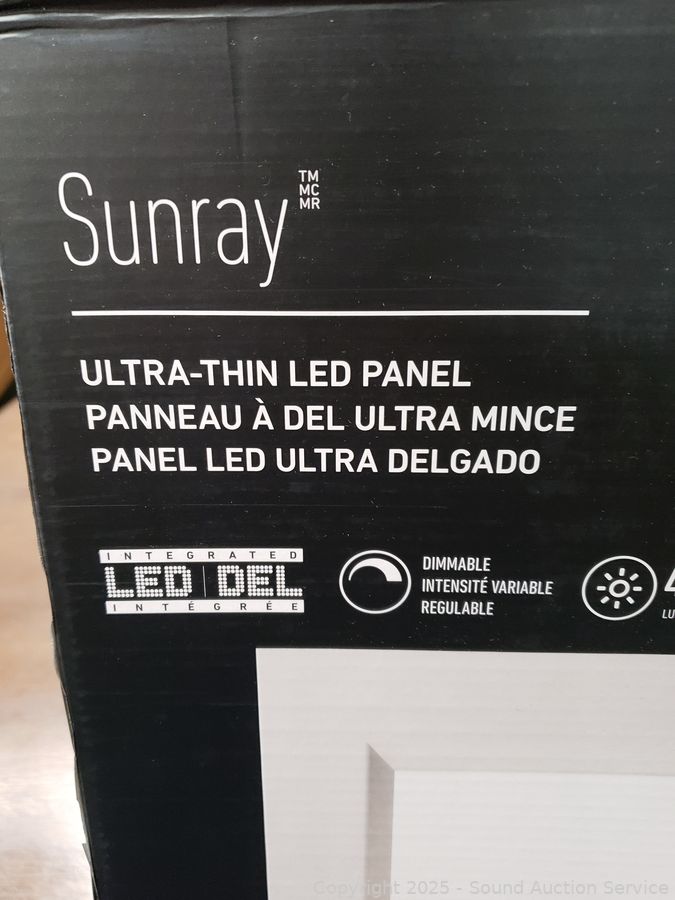 Sunray
TM
MC
MR
ULTRA-THIN LED PANEL
PANNEAU À DEL ULTRA MINCE
PANEL LED ULTRA DELGADO
INTEGRATED
LED | DEL
INTÉGRÉE
DIMMABLE
INTENSITÉ VARIABLE
REGULABLE
Copyright 2025 - Sound Auction Service